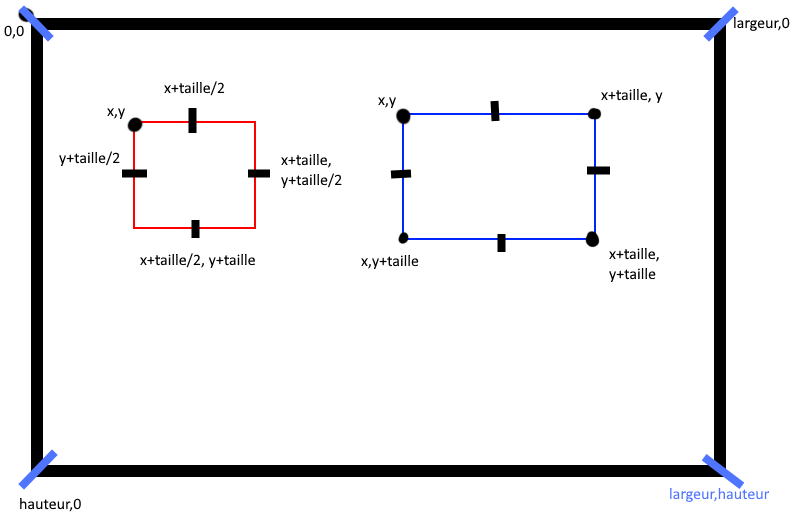 0,0
largeur,0
x+taille/2
x,y
y+taille/2
x+taille,
y+taille/2
x+taille/2, y+taille
x,y
x+taille, y
x,y+taille
x+taille,
y+taille
hauteur,0
largeur,hauteur